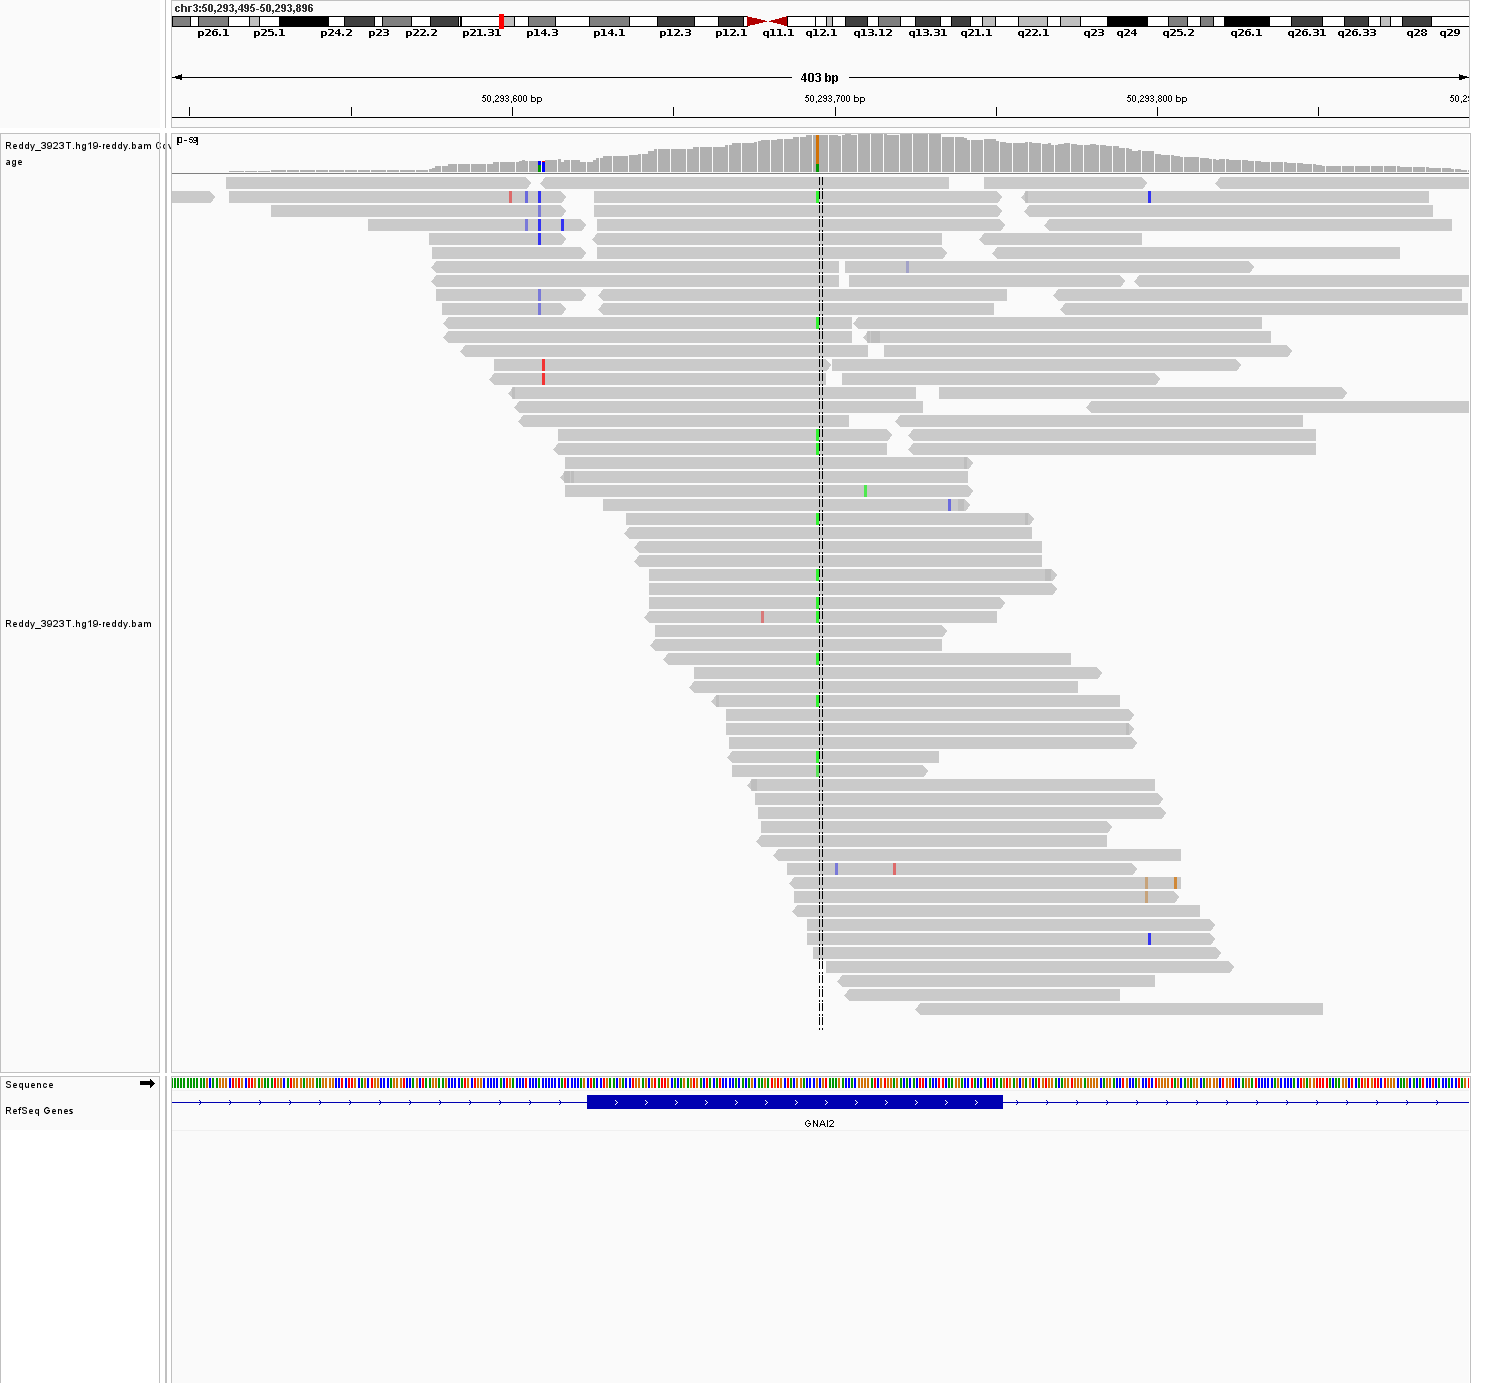 chr3:50,293,495-50,293,896
p26.1 p25.1 p24.2 p23 p22.2 p21.31 p14.3 p14.1 p12.3 p12.1 q11.1 q12.1 q13.12 q13.31 q21.1 q22.1 q23 q24 q25.2 q26.1 q26.31 q26.33 q28 q29
403 bp
50,293,600 bp 50,293,700 bp 50,293,800 bp 50,29
Reddy_3923T.hg19-reddy.bam Cov
age
[0 - 59]
Reddy_3923T.hg19-reddy.bam
Sequence
RefSeq Genes
GNAI2